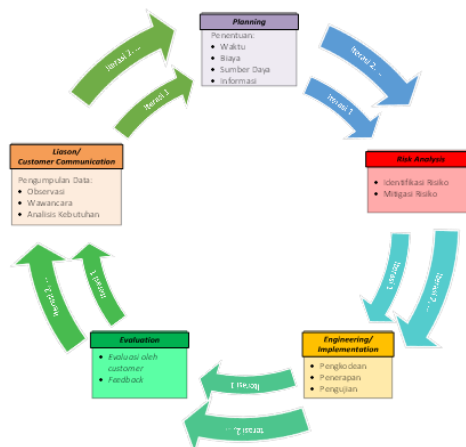 Planning
Penentuan:
• Waktu
• Biaya
• Sumber Daya
• Informasi
Iterasi 2, ...
Iterasi 1
Risk Analysis
• Identifikasi Risiko
• Mitigasi Risiko
Iterasi 1
Iterasi 2, ...
Engineering/
Implementation
• Pengkodean
• Penerapan
• Pengujian
Iterasi 1
Iterasi 2, ...
Evaluation
• Evaluasi oleh
customer
• Feedback
Iterasi 1
Iterasi 2, ...
Liason/
Customer Communication
Pengumpulan Data:
• Observasi
• Wawancara
• Analisis Kebutuhan
Iterasi 2, ...
Iterasi 1